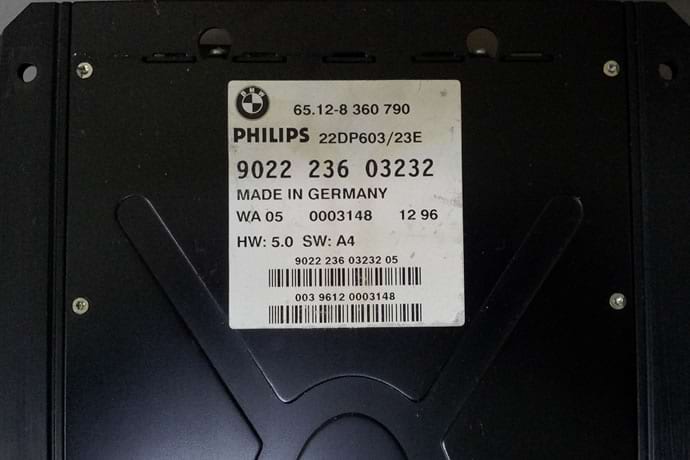 BMW
65.12-8 360 790
PHILIPS 22DP603/23E
9022 236 03232
MADE IN GERMANY
WA 05 0003148 12 96
HW: 5.0 SW: A4
9022 236 03232 05
003 9612 0003148